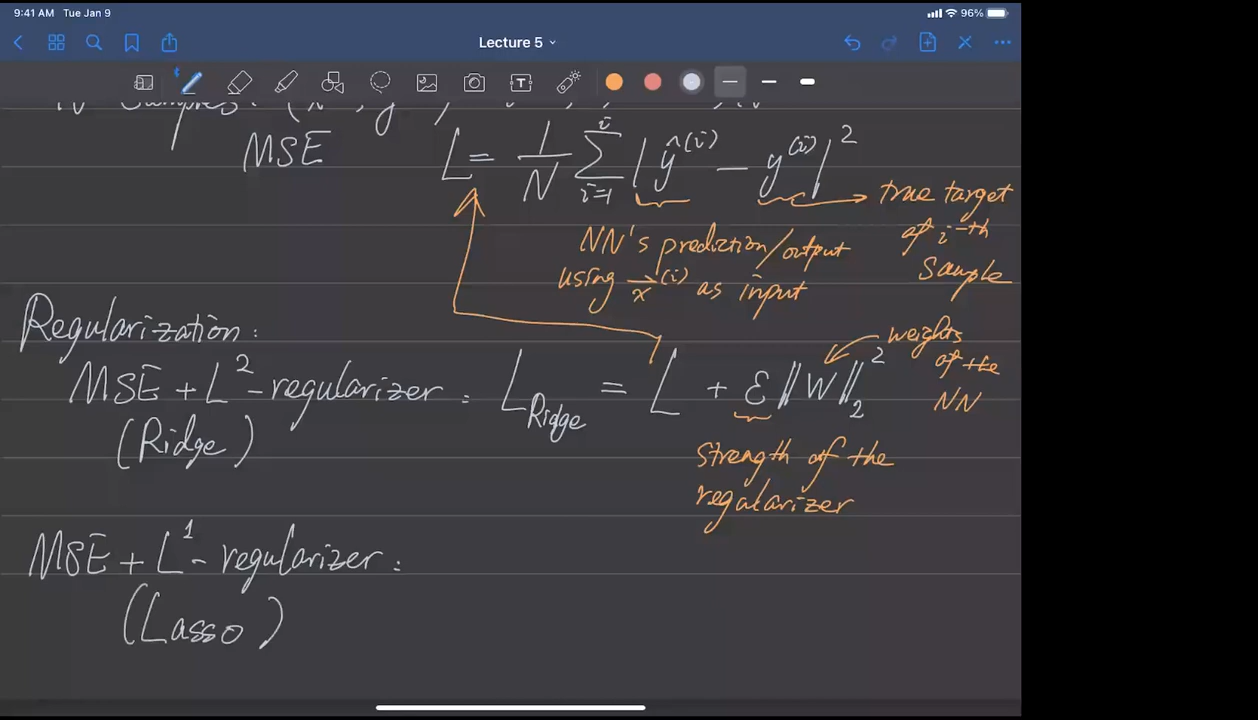 9:41 AM Tue Jan 9
96%
Lecture 5
N Samples:
MSE L = 1/N Σ_{i=1}^{i} |ŷ^(i) − y^(i)|^2
true target
of i-th
Sample
NN's prediction/output
using x^(i) as input
Regularization:
MSE + L^2-regularizer: L_Ridge = L + ε ||W||_2^2
(Ridge)
weights
of the
NN
Strength of the
regularizer
MSE + L^1-regularizer:
(Lasso)